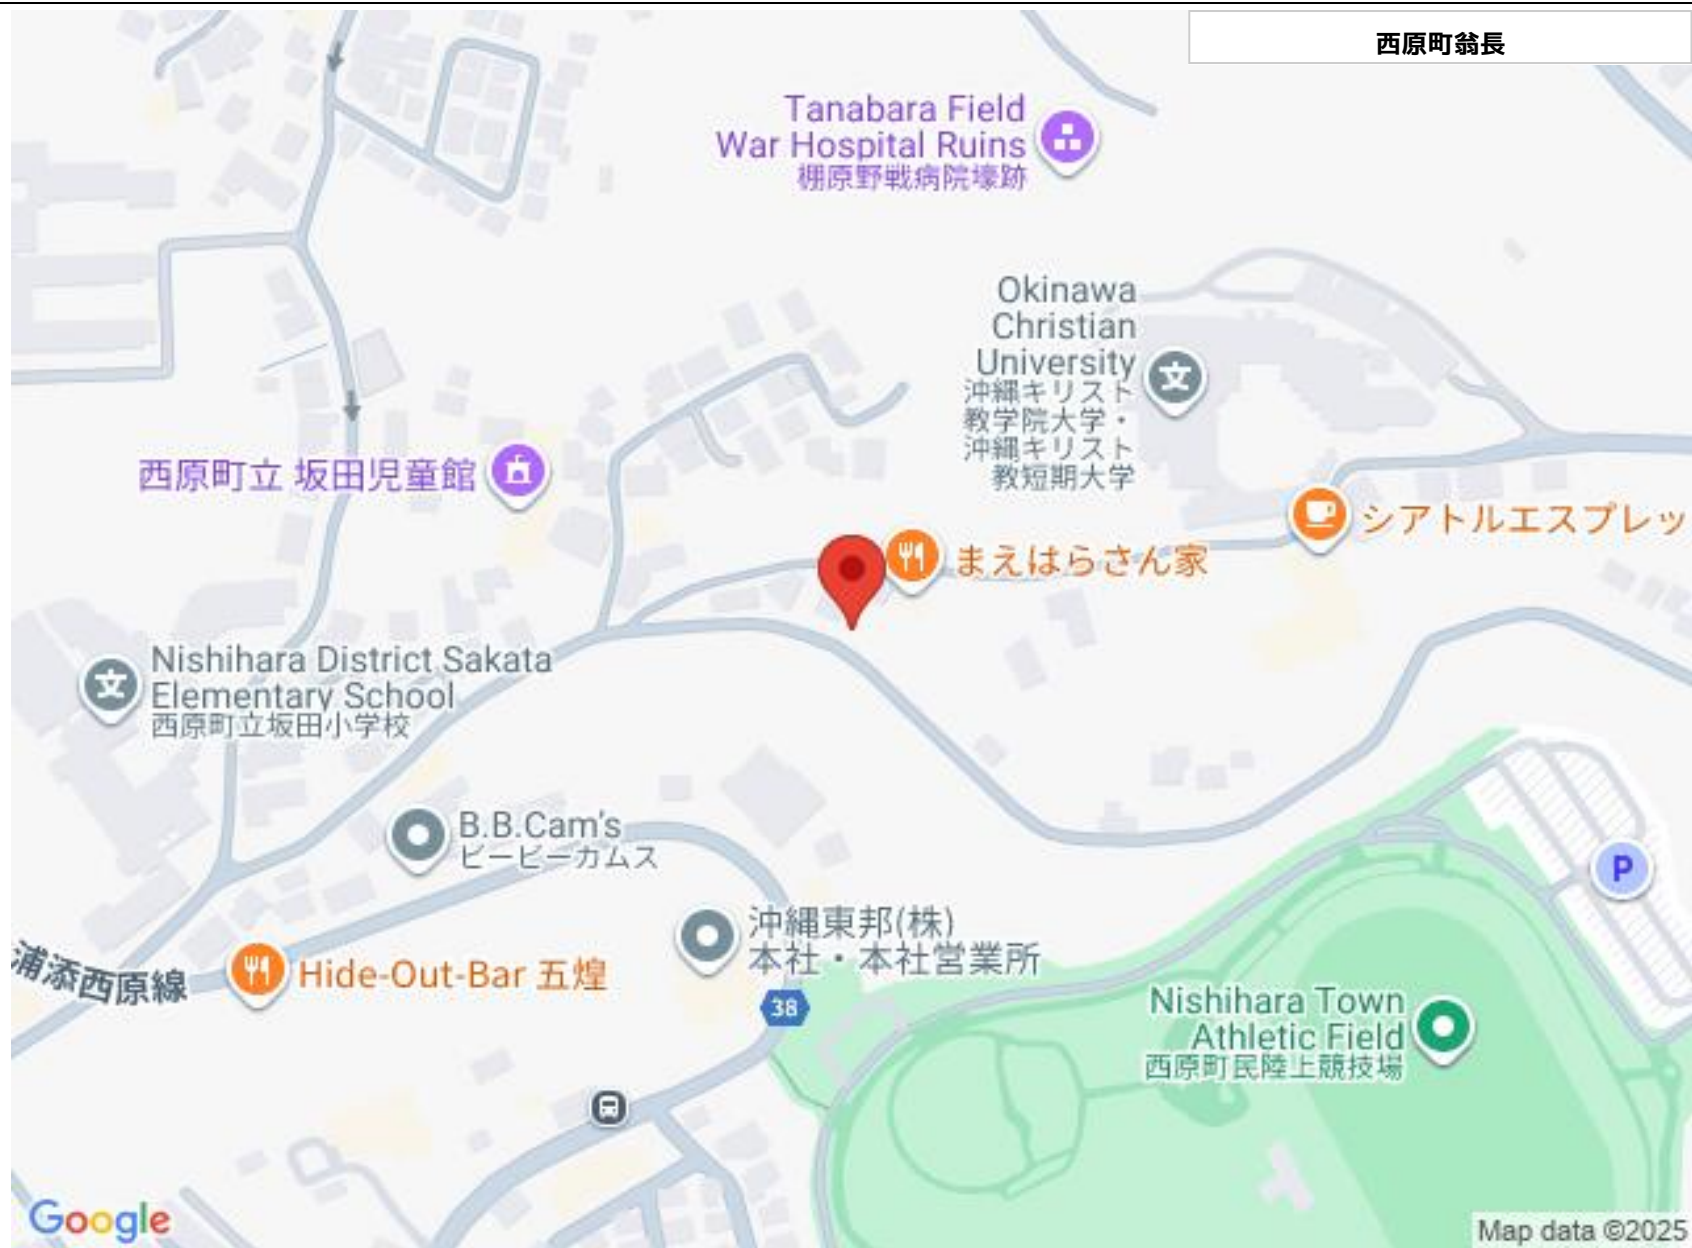 西原町翁長
Tanabara Field
War Hospital Ruins
棚原野戦病院壕跡
Okinawa
Christian
University
沖縄キリスト
教学院大学・
沖縄キリスト
教短期大学
西原町立 坂田児童館
シアトルエスプレッ
まえはらさん家
Nishihara District Sakata
Elementary School
西原町立坂田小学校
B.B.Cam's
ビービーカムス
P
沖縄東邦(株)
本社・本社営業所
浦添西原線
Hide-Out-Bar 五煌
38
Nishihara Town
Athletic Field
西原町民陸上競技場
Google
Map data ©2025